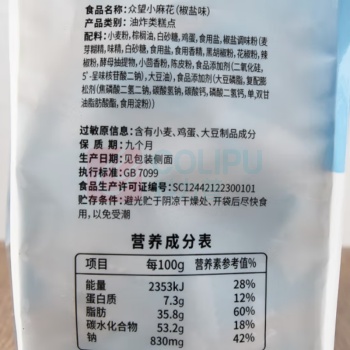 食品名称: 众望小麻花(椒盐味)
产品类型: 油炸类糕点
配料: 小麦粉, 棕榈油, 白砂糖, 鸡蛋, 食用盐, 椒盐调味粉(麦
芽糊精, 味精, 白砂糖, 食用盐, 食用香精, 黑胡椒粉, 花椒粉, 辣
椒粉, 酵母抽提物, 小茴香粉, 陈皮粉, 食品添加剂(二氧化硅,
5'-呈味核苷酸二钠), 大豆油), 食品添加剂(大豆磷脂, 复配膨
松剂(焦磷酸二氢二钠, 碳酸氢钠, 碳酸钙, 磷酸二氢钙, 单,双甘
油脂肪酸酯, 食用淀粉))
过敏原信息: 含有小麦、鸡蛋、大豆制品成分
保 质 期: 九个月
生产日期: 见包装侧面
执行标准: GB 7099
食品生产许可证编号: SC12442122300101
贮存条件: 避光贮于阴凉干燥处、开袋后尽快食
用, 以免受潮
COLIPU
营养成分表
项目 每100g 营养素参考值%
能量 2353kJ 28%
蛋白质 7.3g 12%
脂肪 35.8g 60%
碳水化合物 53.2g 18%
钠 830mg 42%